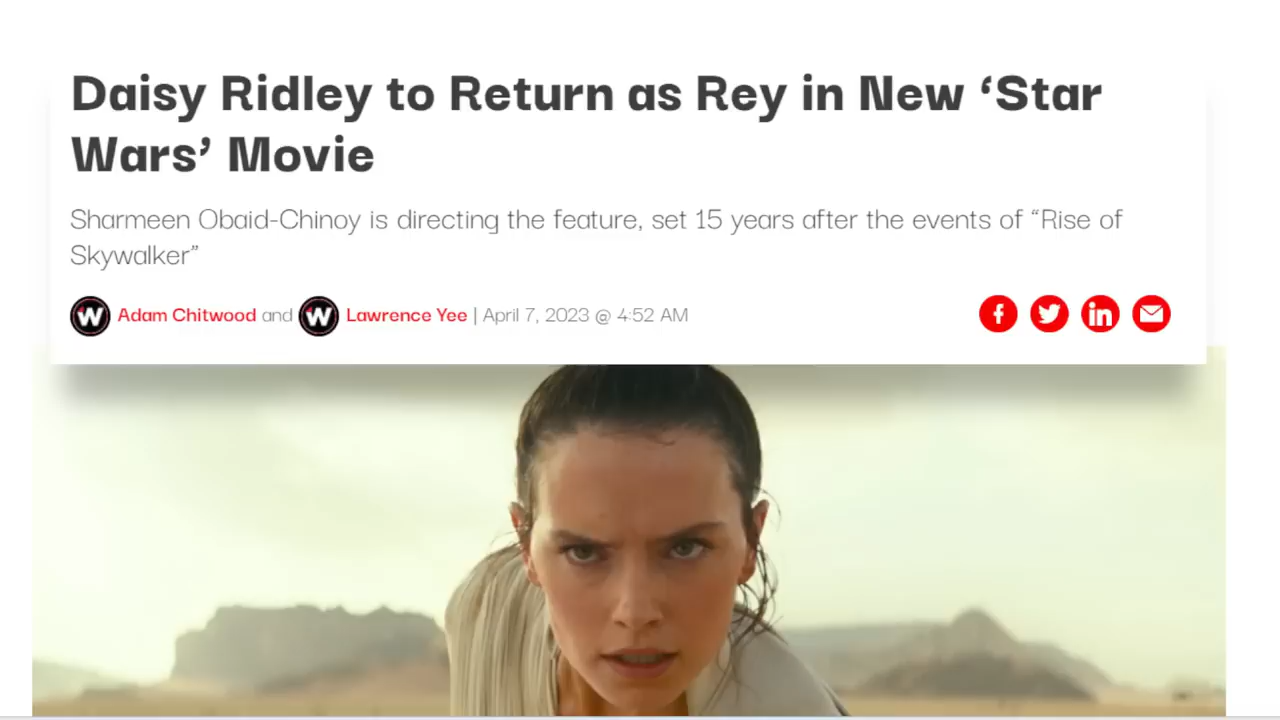 Daisy Ridley to Return as Rey in New ‘Star
Wars’ Movie
Sharmeen Obaid-Chinoy is directing the feature, set 15 years after the events of “Rise of
Skywalker”
W Adam Chitwood and W Lawrence Yee | April 7, 2023 @ 4:52 AM